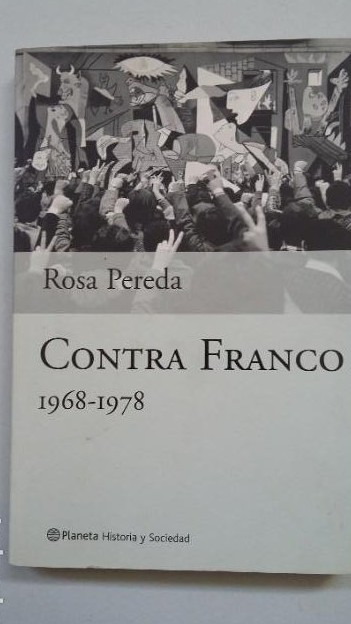 Rosa Pereda
CONTRA FRANCO
1968-1978
Planeta Historia y Sociedad